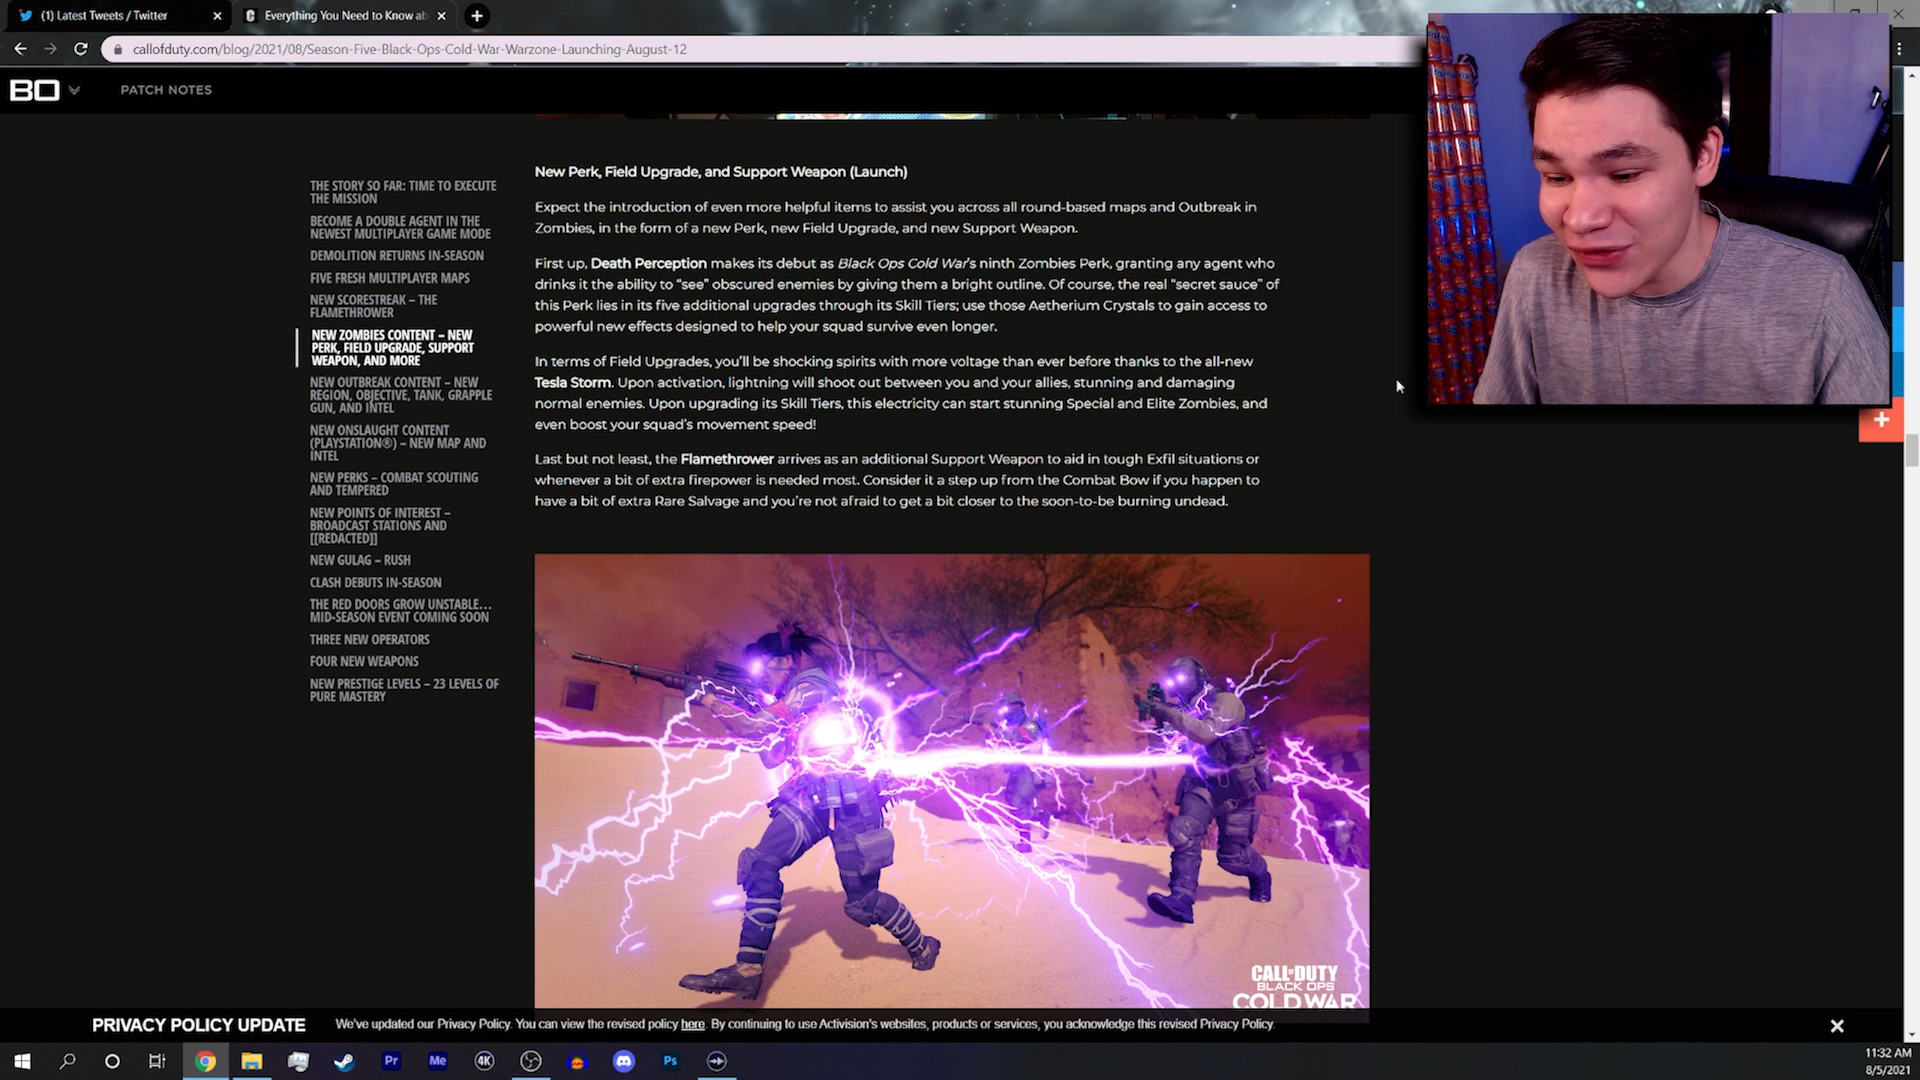 (1) Latest Tweets / Twitter
Everything You Need to Know ab
callofduty.com/blog/2021/08/Season-Five-Black-Ops-Cold-War-Warzone-Launching-August-12
BO
PATCH NOTES
THE STORY SO FAR: TIME TO EXECUTE
THE MISSION
BECOME A DOUBLE AGENT IN THE
NEWEST MULTIPLAYER GAME MODE
DEMOLITION RETURNS IN-SEASON
FIVE FRESH MULTIPLAYER MAPS
NEW SCORESTREAK – THE
FLAMETHROWER
NEW ZOMBIES CONTENT – NEW
PERK, FIELD UPGRADE, SUPPORT
WEAPON, AND MORE
NEW OUTBREAK CONTENT – NEW
REGION, OBJECTIVE, TANK, GRAPPLE
GUN, AND INTEL
NEW ONSLAUGHT CONTENT
(PLAYSTATION®) – NEW MAP AND
INTEL
NEW PERKS – COMBAT SCOUTING
AND TEMPERED
NEW POINTS OF INTEREST –
BROADCAST STATIONS AND
[[REDACTED]]
NEW GULAG – RUSH
CLASH DEBUTS IN-SEASON
THE RED DOORS GROW UNSTABLE…
MID-SEASON EVENT COMING SOON
THREE NEW OPERATORS
FOUR NEW WEAPONS
NEW PRESTIGE LEVELS – 23 LEVELS OF
PURE MASTERY
New Perk, Field Upgrade, and Support Weapon (Launch)
Expect the introduction of even more helpful items to assist you across all round-based maps and Outbreak in
Zombies, in the form of a new Perk, new Field Upgrade, and new Support Weapon.
First up, Death Perception makes its debut as Black Ops Cold War's ninth Zombies Perk, granting any agent who
drinks it the ability to “see” obscured enemies by giving them a bright outline. Of course, the real “secret sauce” of
this Perk lies in its five additional upgrades through its Skill Tiers; use those Aetherium Crystals to gain access to
powerful new effects designed to help your squad survive even longer.
In terms of Field Upgrades, you’ll be shocking spirits with more voltage than ever before thanks to the all-new
Tesla Storm. Upon activation, lightning will shoot out between you and your allies, stunning and damaging
normal enemies. Upon upgrading its Skill Tiers, this electricity can start stunning Special and Elite Zombies, and
even boost your squad’s movement speed!
Last but not least, the Flamethrower arrives as an additional Support Weapon to aid in tough Exfil situations or
whenever a bit of extra firepower is needed most. Consider it a step up from the Combat Bow if you happen to
have a bit of extra Rare Salvage and you’re not afraid to get a bit closer to the soon-to-be burning undead.
CALL OF DUTY
BLACK OPS
COLD WAR
PRIVACY POLICY UPDATE
We've updated our Privacy Policy. You can view the revised policy here. By continuing to use Activision's websites, products or services, you acknowledge this revised Privacy Policy.
Pr
Me
4K
Ps
11:32 AM
8/5/2021